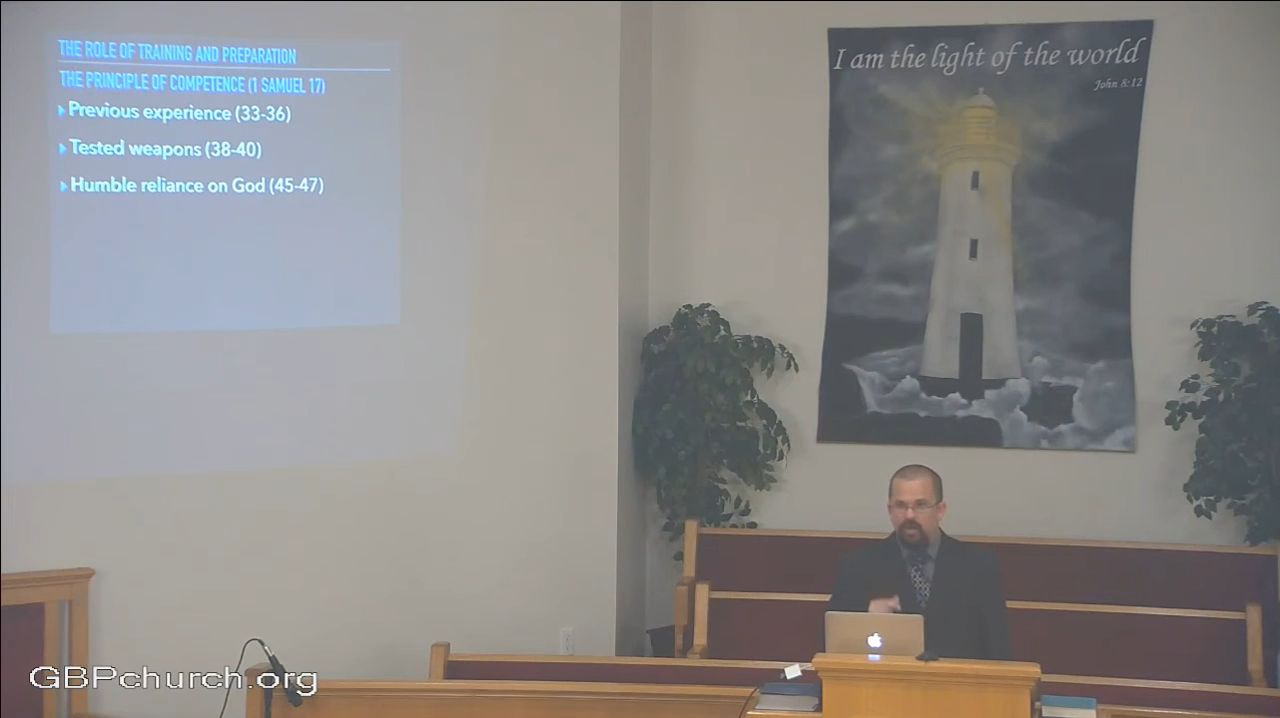 THE ROLE OF TRAINING AND PREPARATION
THE PRINCIPLE OF COMPETENCE (1 SAMUEL 17)
Previous experience (33-36)
Tested weapons (38-40)
Humble reliance on God (45-47)
I am the light of the world
John 8:12
GBPchurch.org